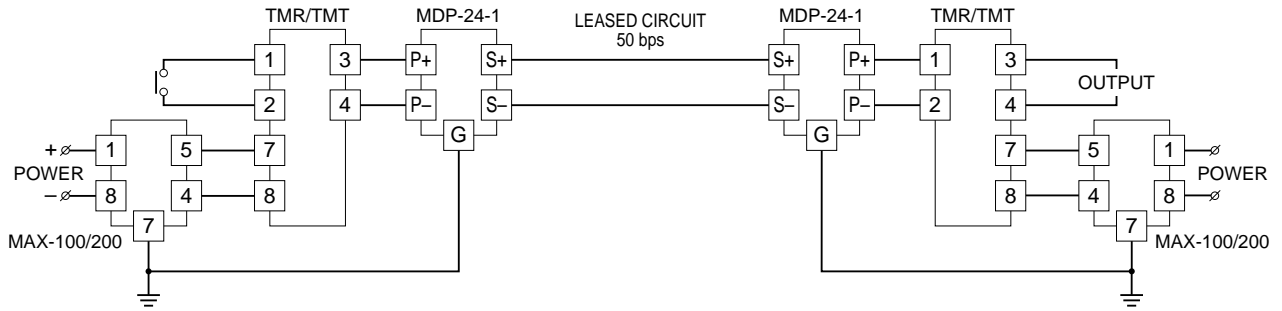 TMR/TMT MDP-24-1 LEASED CIRCUIT MDP-24-1 TMR/TMT
50 bps
1 3 P+ S+ S+ P+ 1 3
OUTPUT
2 4 P– S– S– P– 2 4
G G
+ 1 5 7 7 5 1
POWER POWER
– 8 4 8 8 4 8
7 7
MAX-100/200 MAX-100/200